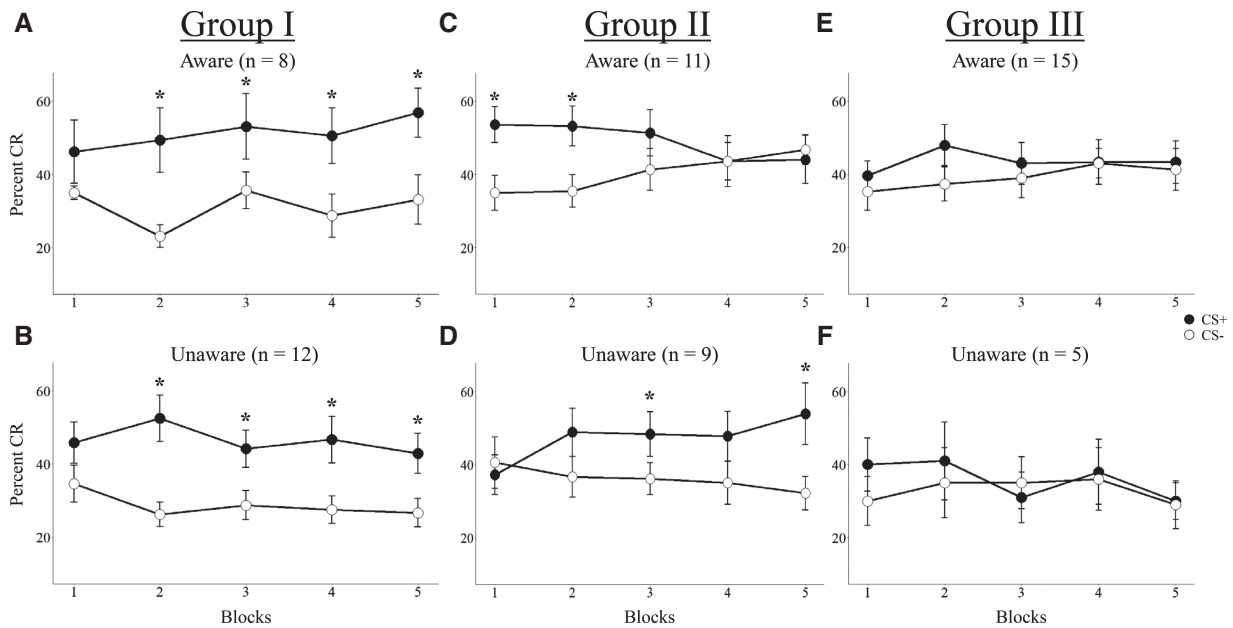 A Group I
Aware (n = 8)
Percent CR
60
40
20
* * * *
1 2 3 4 5
C Group II
Aware (n = 11)
60
40
20
* *
1 2 3 4 5
E Group III
Aware (n = 15)
60
40
20
1 2 3 4 5
CS+
CS-
B
Unaware (n = 12)
Percent CR
60
40
20
* * * *
1 2 3 4 5
Blocks
D
Unaware (n = 9)
60
40
20
* *
1 2 3 4 5
Blocks
F
Unaware (n = 5)
60
40
20
1 2 3 4 5
Blocks